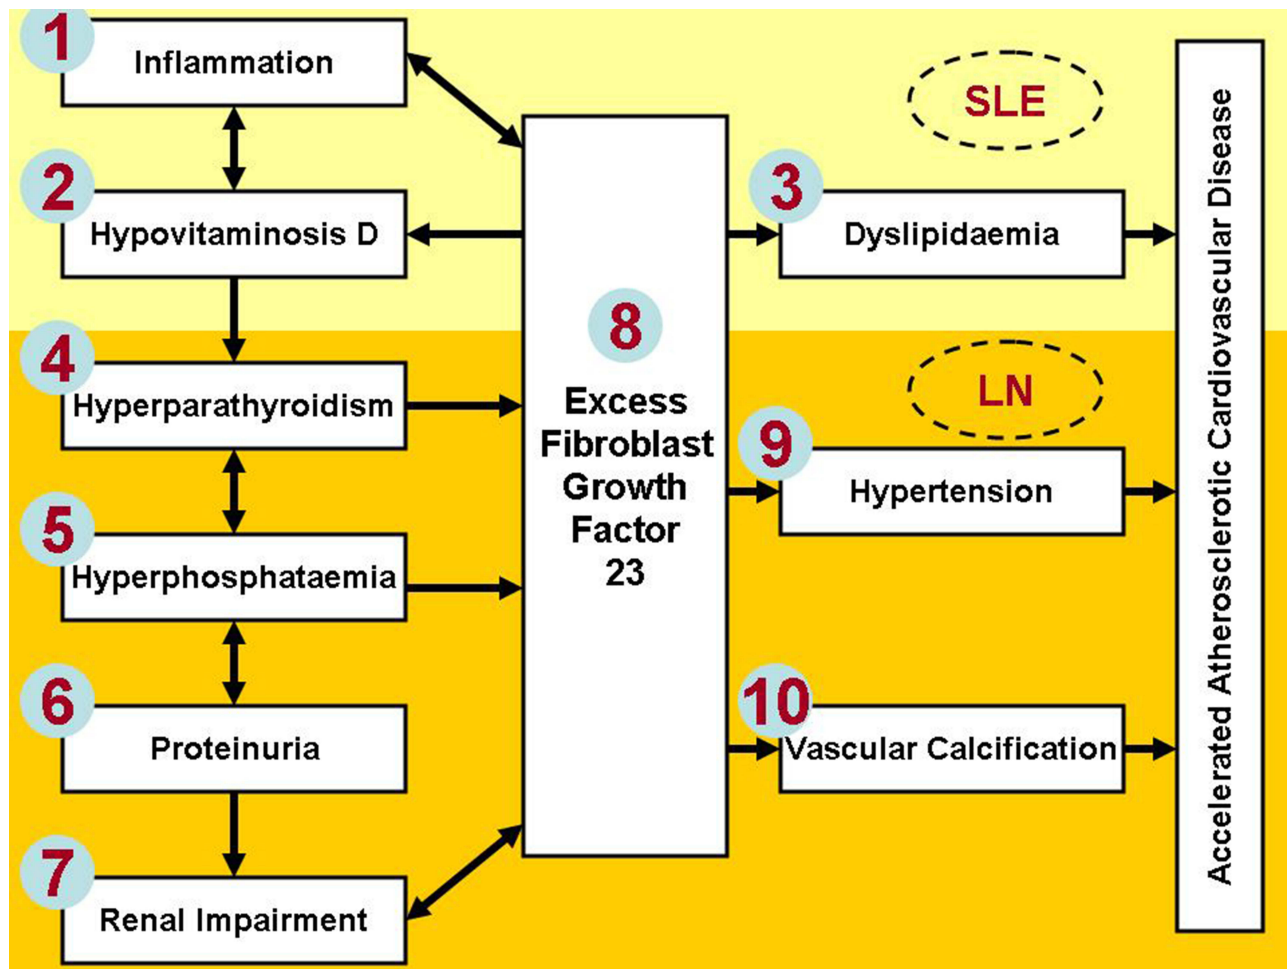 1
Inflammation
2
Hypovitaminosis D
4
Hyperparathyroidism
5
Hyperphosphataemia
6
Proteinuria
7
Renal Impairment
8
Excess
Fibroblast
Growth
Factor
23
SLE
3
Dyslipidaemia
LN
9
Hypertension
10
Vascular Calcification
Accelerated Atherosclerotic Cardiovascular Disease